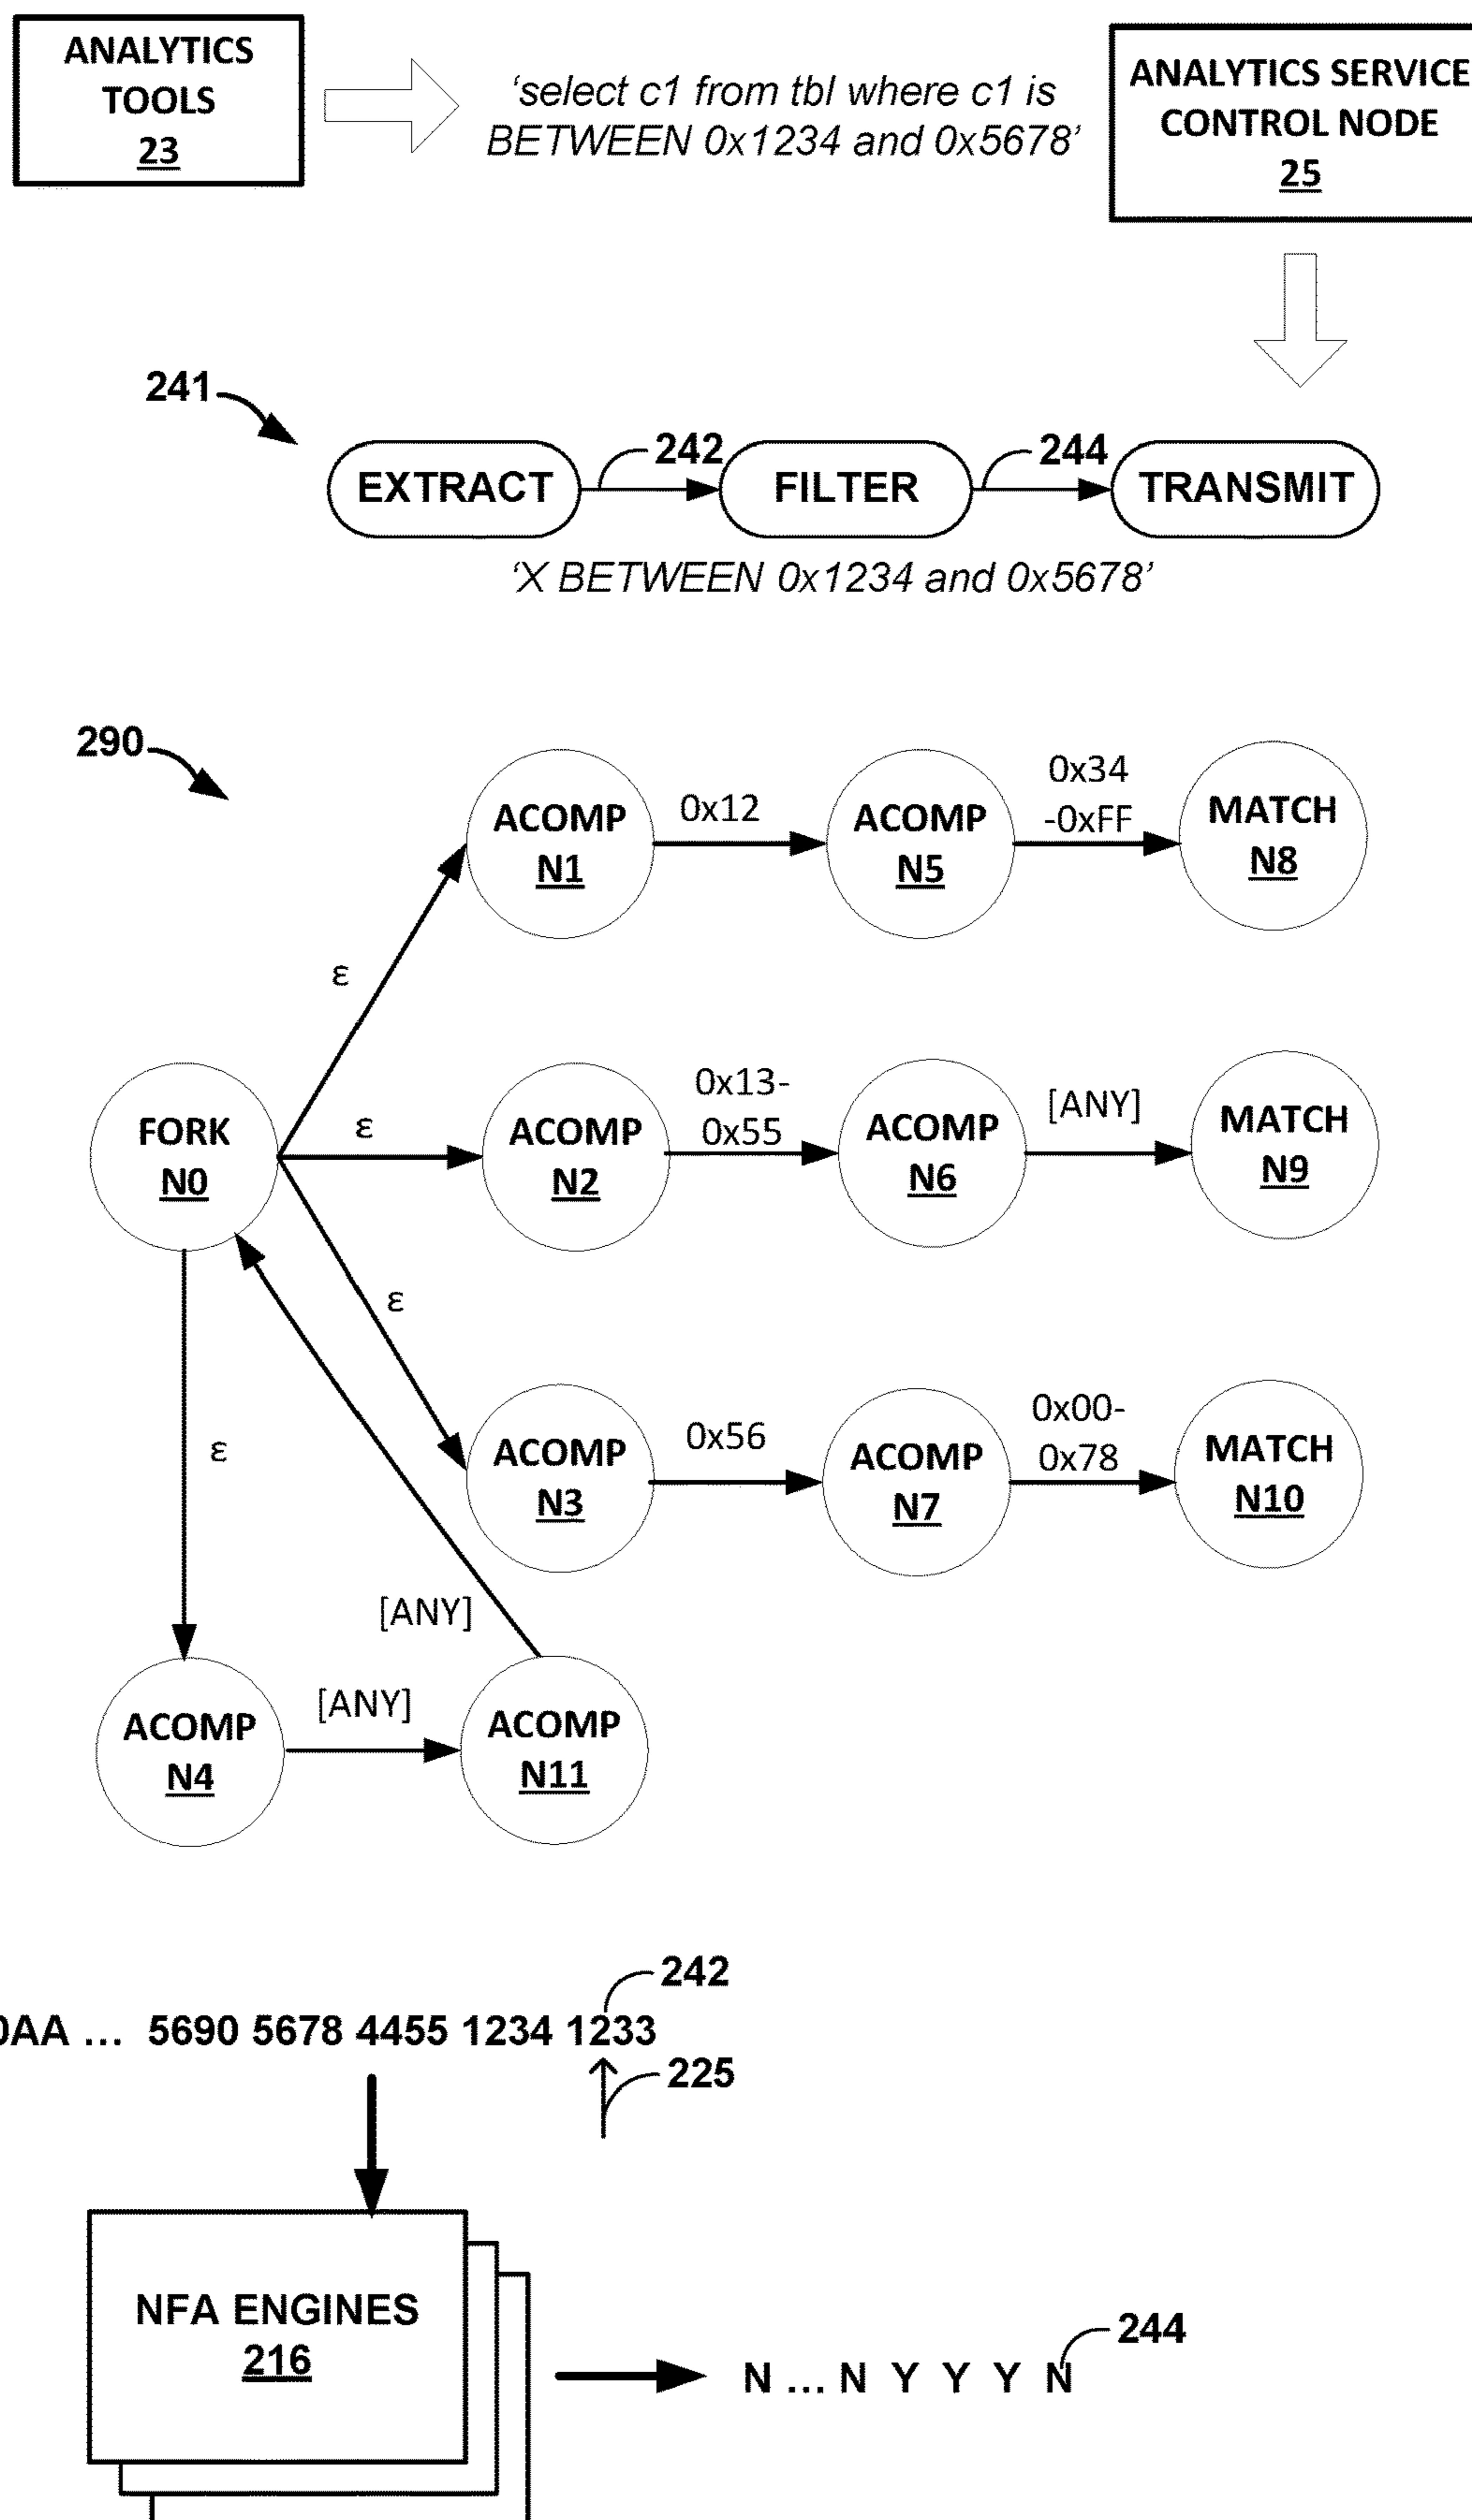 ANALYTICS
TOOLS
23
'select c1 from tbl where c1 is
BETWEEN 0x1234 and 0x5678'
ANALYTICS SERVICE
CONTROL NODE
25
241
EXTRACT
242
FILTER
244
TRANSMIT
'X BETWEEN 0x1234 and 0x5678'
290
ACOMP
N1
0x12
ACOMP
N5
0x34
-0xFF
MATCH
N8
ε
FORK
N0
ε
ACOMP
N2
0x13-
0x55
ACOMP
N6
[ANY]
MATCH
N9
ε
ε
ACOMP
N3
0x56
ACOMP
N7
0x00-
0x78
MATCH
N10
[ANY]
ACOMP
N4
[ANY]
ACOMP
N11
242
0AA ... 5690 5678 4455 1234 1233
225
NFA ENGINES
216
244
N ... N Y Y Y N